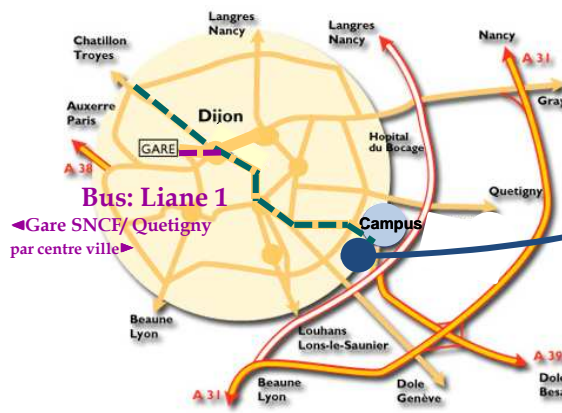 Langres
Nancy
Langres
Nancy
Nancy
Chatillon
Troyes
A 31
Auxerre
Paris
Dijon
Gray
GARE
Hopital
du Bocage
A 38
Bus: Liane 1
Quetigny
◄Gare SNCF/ Quetigny
Campus
par centre ville►
Beaune
Lyon
Louhans
Lons-le-Saunier
A 39
A 31
Beaune
Lyon
Dole
Genève
Dole
Besa